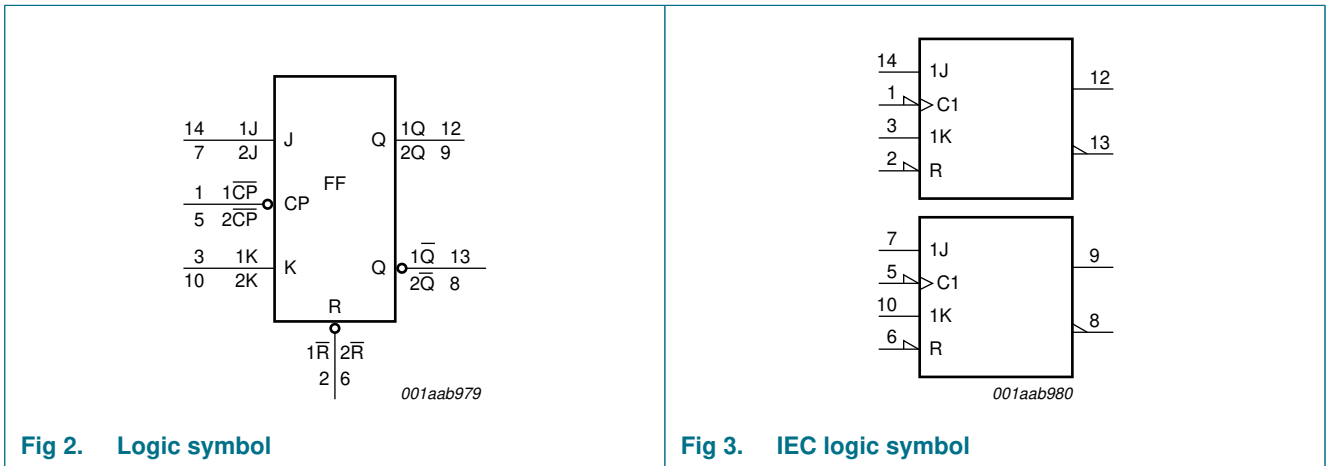 14 1J
7 2J
J
Q
1Q 12
2Q 9
FF
1 1C̅P̅
5 2C̅P̅
CP
3 1K
10 2K
K
Q
1Q̅ 13
2Q̅ 8
R
1R̅ 2R̅
2 6
001aab979
Fig 2. Logic symbol
14 1J
12
1 C1
3 1K
13
2 R
7 1J
9
5 C1
10 1K
8
6 R
001aab980
Fig 3. IEC logic symbol